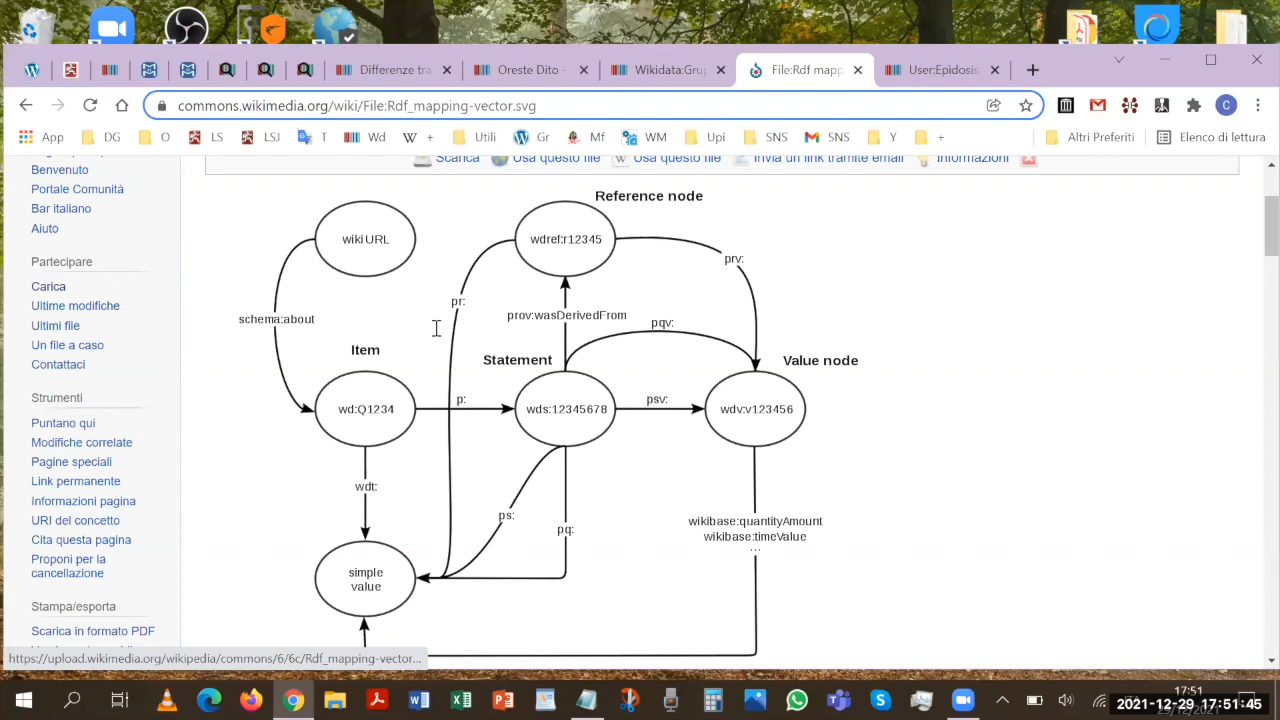 Differenze tra
Oreste Dito -
Wikidata:Gru
File:Rdf mapp
User:Epìdosis
commons.wikimedia.org/wiki/File:Rdf_mapping-vector.svg
C
App DG O LS LSJ T Wd + Utili Gr Mf WM Upi SNS SNS Y + Altri Preferiti Elenco di lettura
Scarica Usa questo file Usa questo file Invia un link tramite email Informazioni
Benvenuto
Portale Comunità
Bar italiano
Aiuto
Partecipare
Carica
Ultime modifiche
Ultimi file
Un file a caso
Contattaci
Strumenti
Puntano qui
Modifiche correlate
Pagine speciali
Link permanente
Informazioni pagina
URI del concetto
Cita questa pagina
Proponi per la
cancellazione
Stampa/esporta
Scarica in formato PDF
Reference node
wiki URL
wdref:r12345
prv:
pr:
schema:about
prov:wasDerivedFrom
pqv:
Item
Statement
Value node
wd:Q1234
p:
wds:12345678
psv:
wdv:v123456
wdt:
ps:
pq:
wikibase:quantityAmount
wikibase:timeValue
...
simple
value
https://upload.wikimedia.org/wikipedia/commons/6/6c/Rdf_mapping-vector...
17:51
2021-12-29 17:51:45